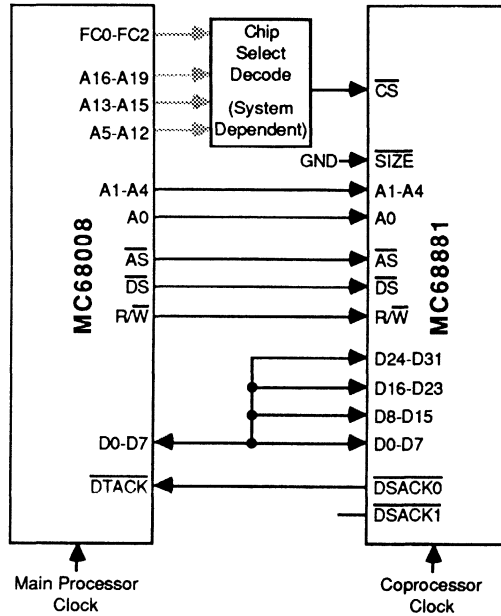 FC0-FC2
A16-A19
A13-A15
A5-A12
Chip
Select
Decode
(System
Dependent)
CS
GND
SIZE
A1-A4
A1-A4
A0
A0
AS
AS
DS
DS
R/W
R/W
MC68008
MC68881
D24-D31
D16-D23
D8-D15
D0-D7
D0-D7
DTACK
DSACK0
DSACK1
Main Processor
Clock
Coprocessor
Clock